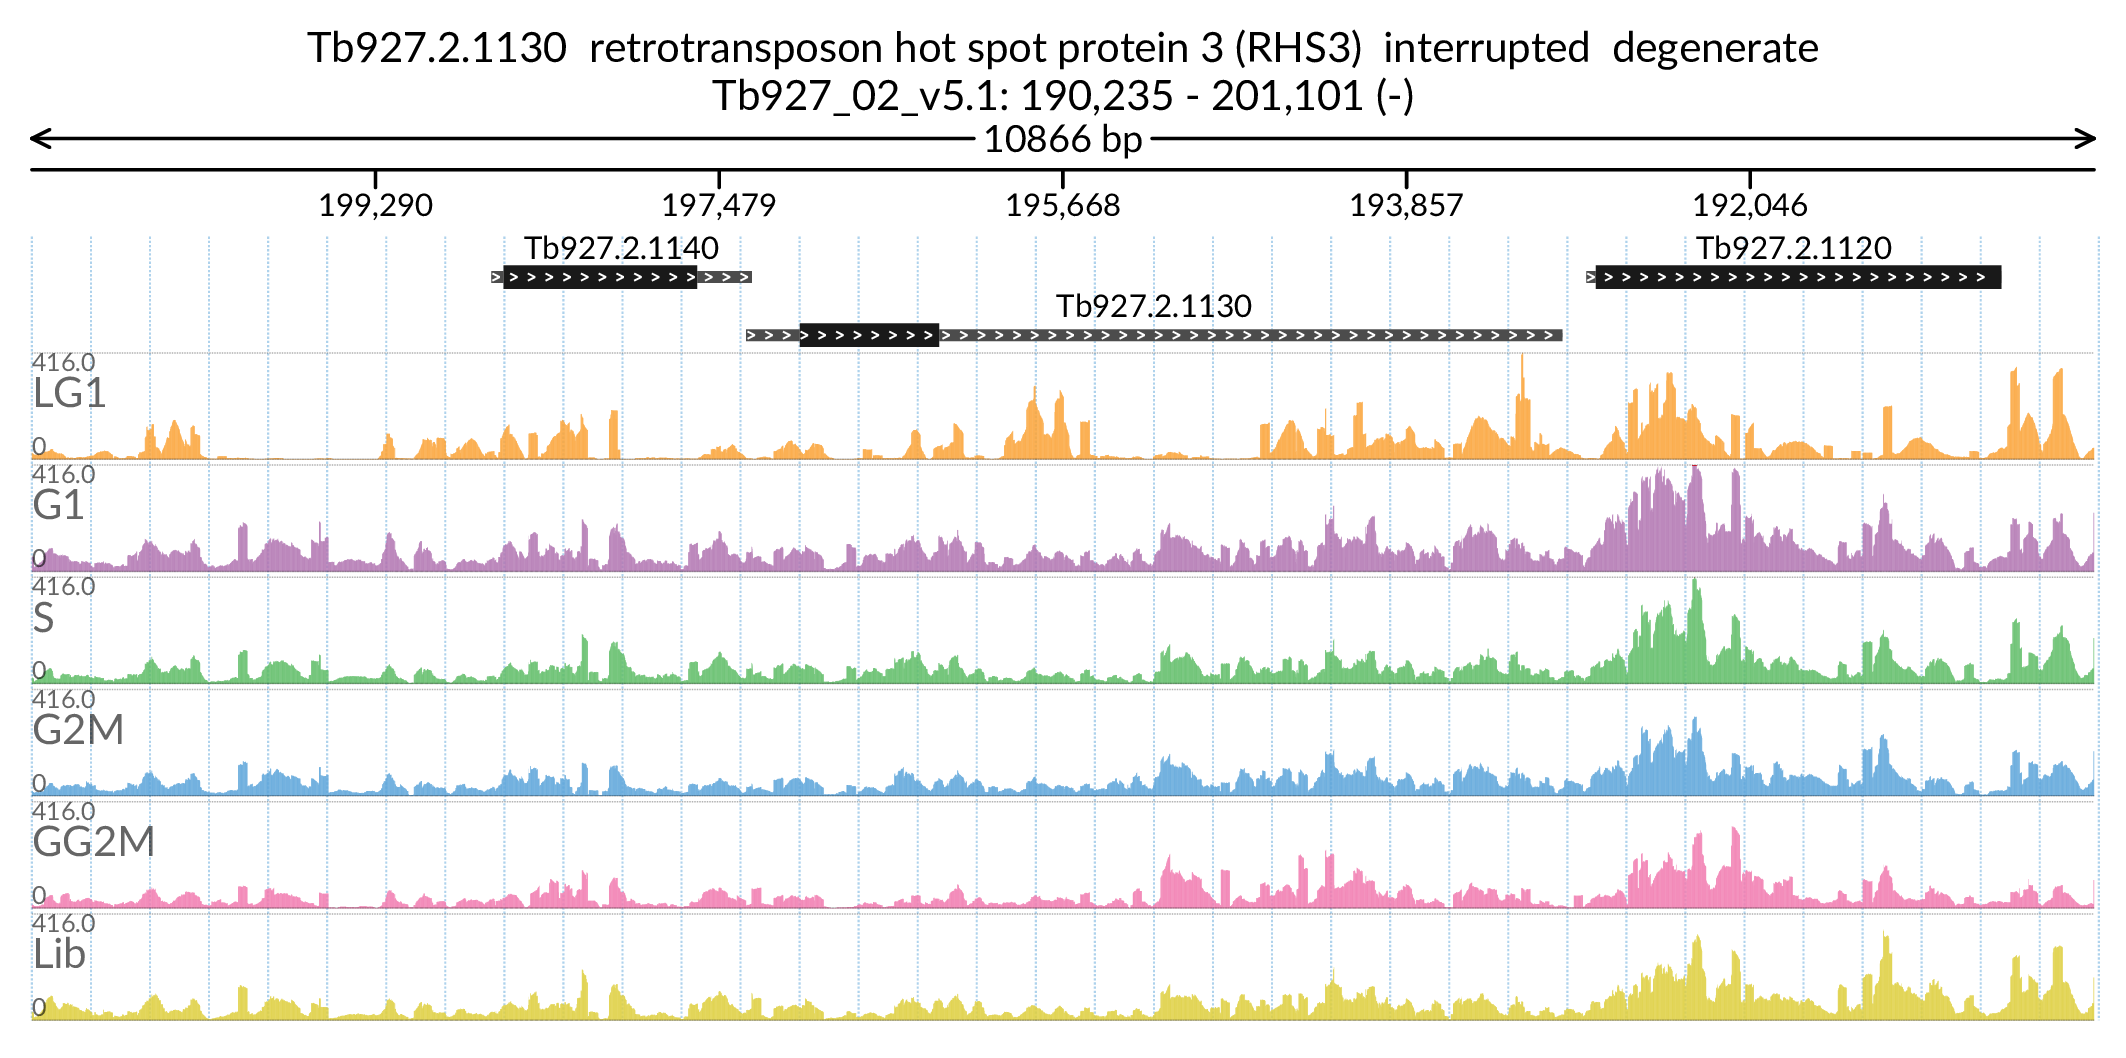 Tb927.2.1130 retrotransposon hot spot protein 3 (RHS3) interrupted degenerate
Tb927_02_v5.1: 190,235 - 201,101 (-)
10866 bp
199,290 197,479 195,668 193,857 192,046
Tb927.2.1140 Tb927.2.1120
Tb927.2.1130
416.0
LG1
0
416.0
G1
0
416.0
S
0
416.0
G2M
0
416.0
GG2M
0
416.0
Lib
0